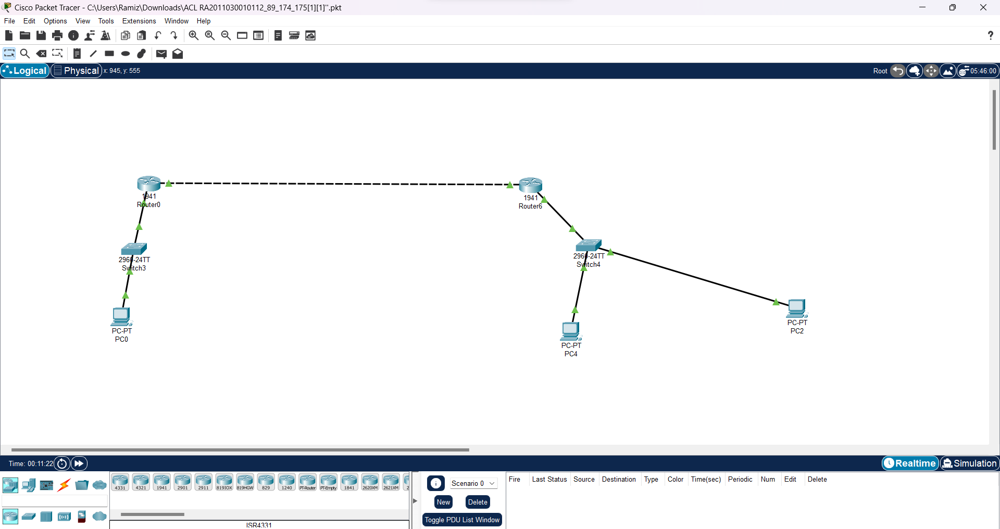 Cisco Packet Tracer - C:\Users\Ramiz\Downloads\ACL RA2011030010112_89_174_175[1][1]".pkt
File Edit Options View Tools Extensions Window Help
Logical Physical x: 945, y: 555 Root 05:46:00
1941
Router0
1941
Router6
2960-24TT
Switch3
2960-24TT
Switch4
PC-PT
PC0
PC-PT
PC4
PC-PT
PC2
Time: 00:11:22 Realtime Simulation
4331 4321 1941 2901 2911 819IOX 819HGW 829 1240 PT-Router PT-Empty 1841 2620XM 2621XM 2
ISR4331
Scenario 0
New Delete
Toggle PDU List Window
Fire Last Status Source Destination Type Color Time(sec) Periodic Num Edit Delete